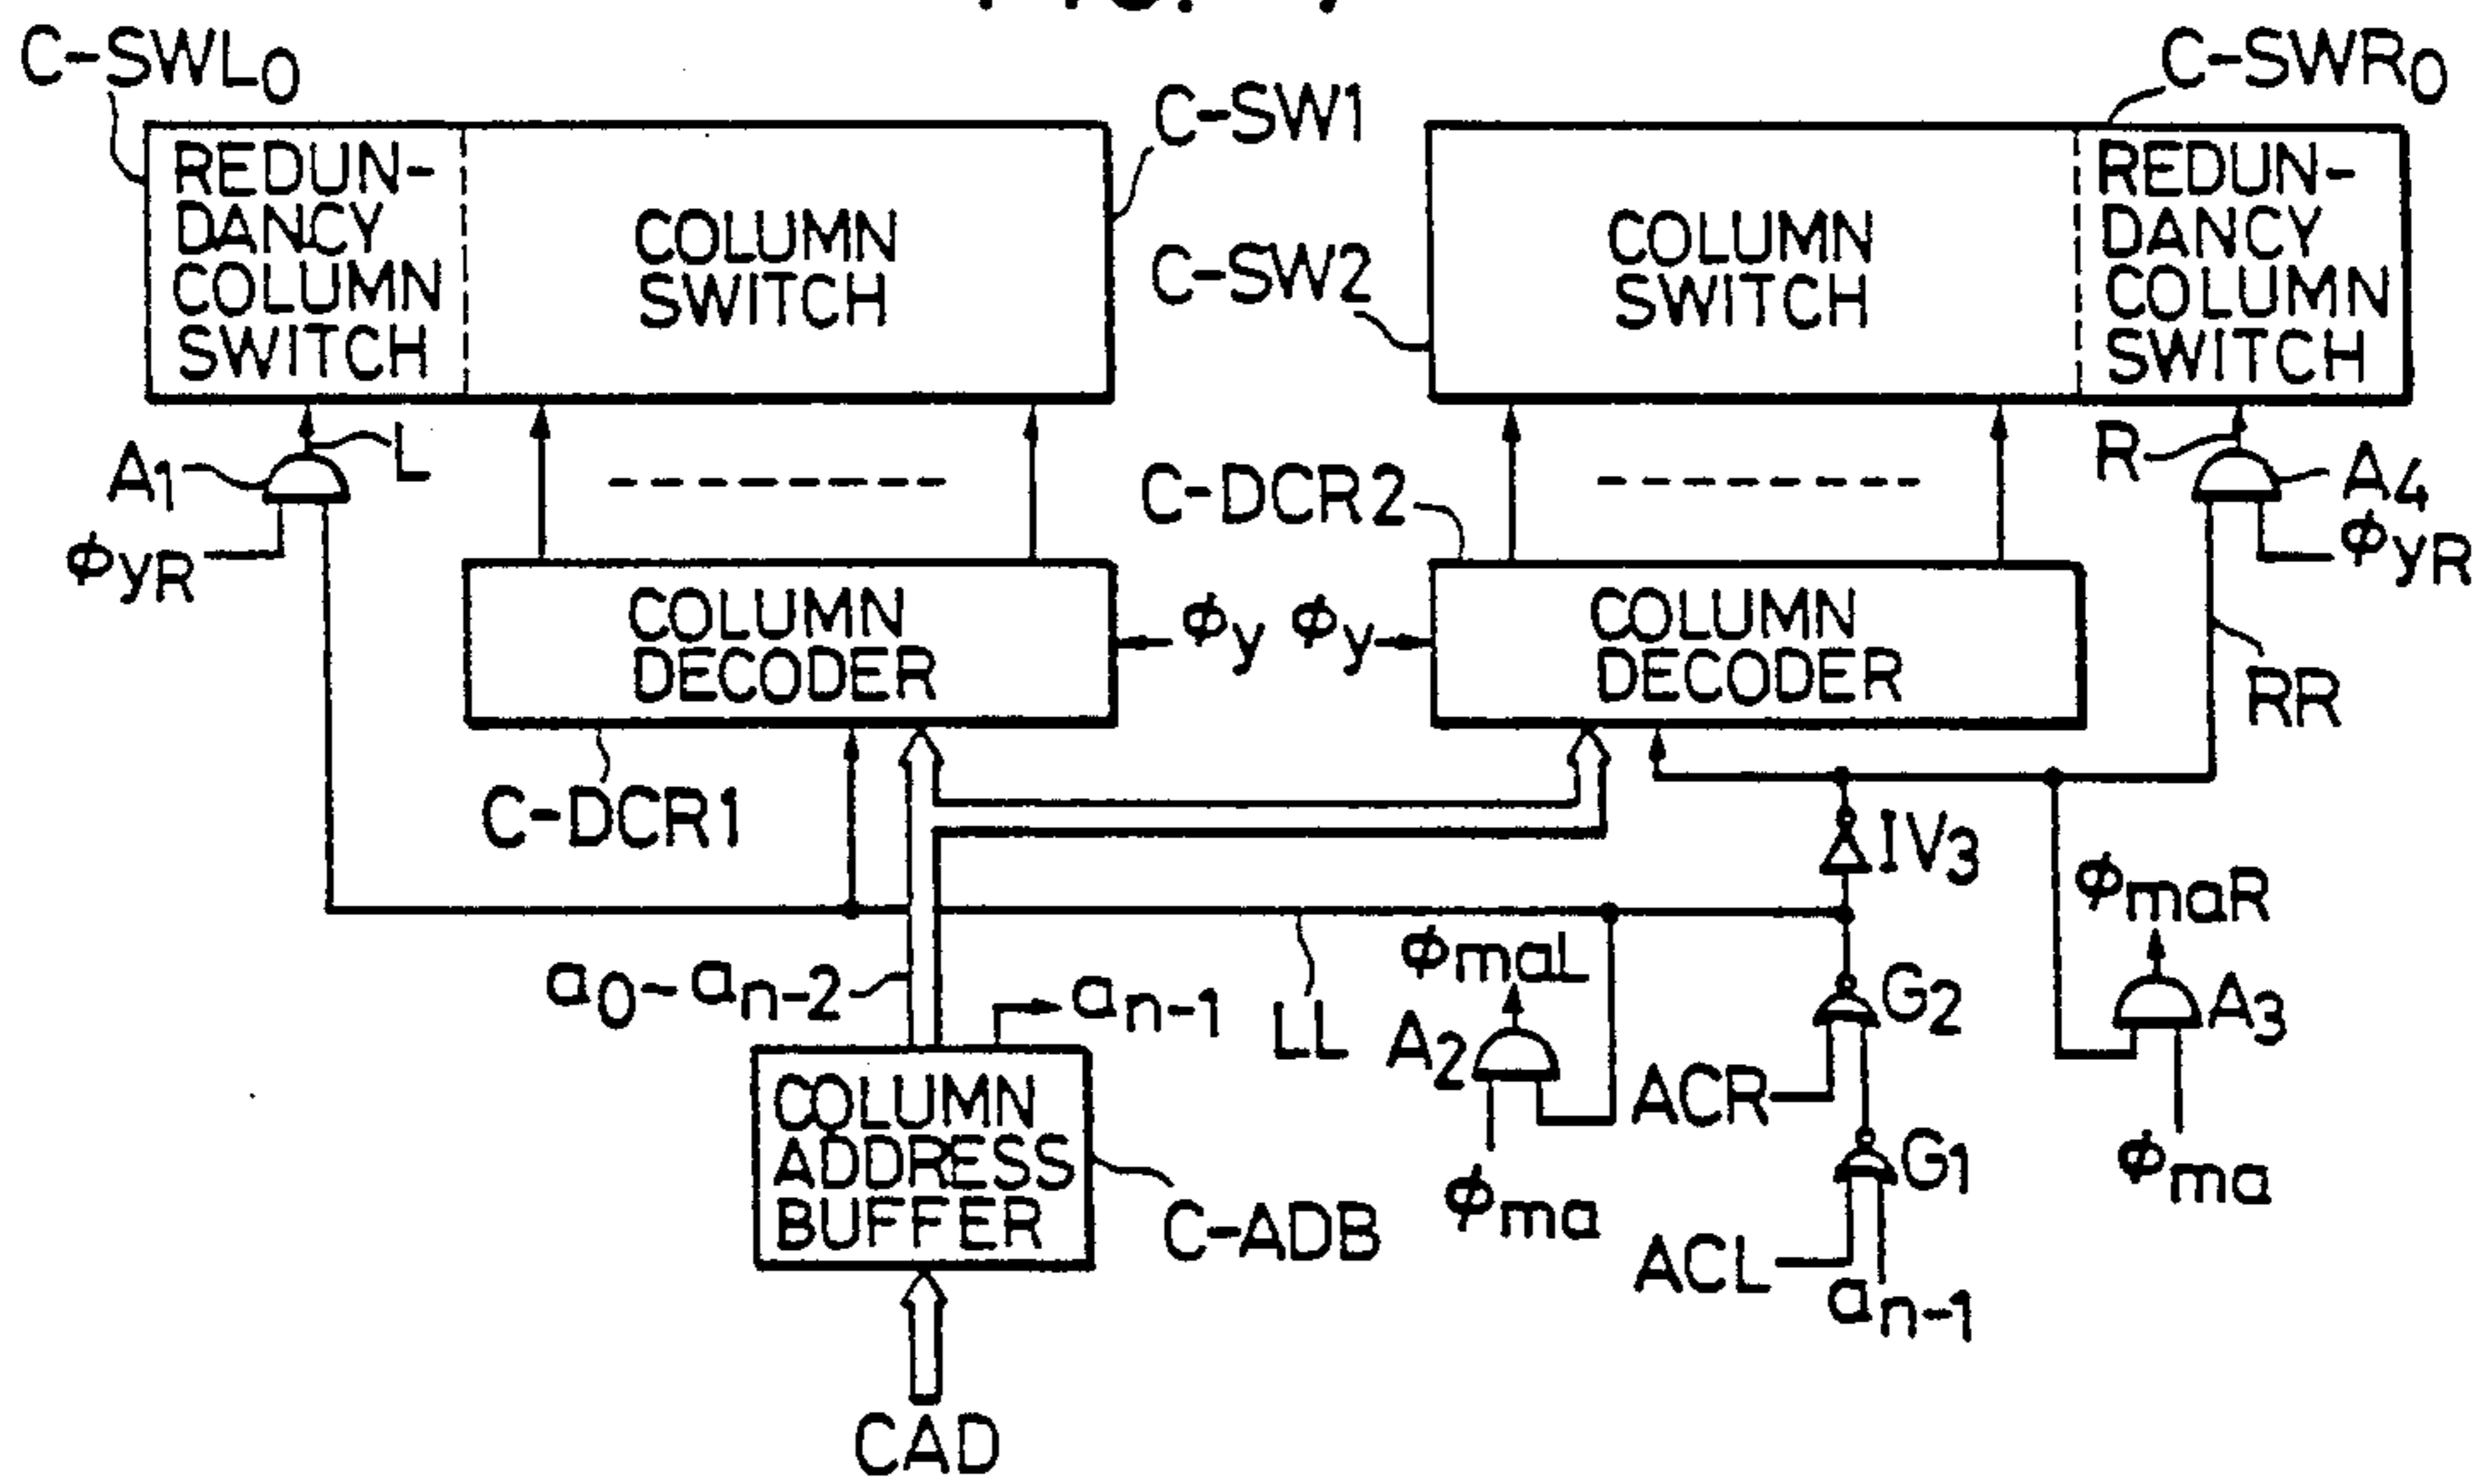 C-SWL0
C-SW1
C-SWR0
REDUN-
DANCY
COLUMN
SWITCH
COLUMN
SWITCH
C-SW2
COLUMN
SWITCH
REDUN-
DANCY
COLUMN
SWITCH
A1
L
C-DCR2
R
A4
ϕyR
ϕyR
COLUMN
DECODER
ϕy
ϕy
COLUMN
DECODER
RR
C-DCR1
IV3
ϕmaR
a0~an-2
an-1
LL
ϕmaL
A2
G2
A3
ACR
COLUMN
ADDRESS
BUFFER
C-ADB
ϕma
G1
ϕma
ACL
an-1
CAD